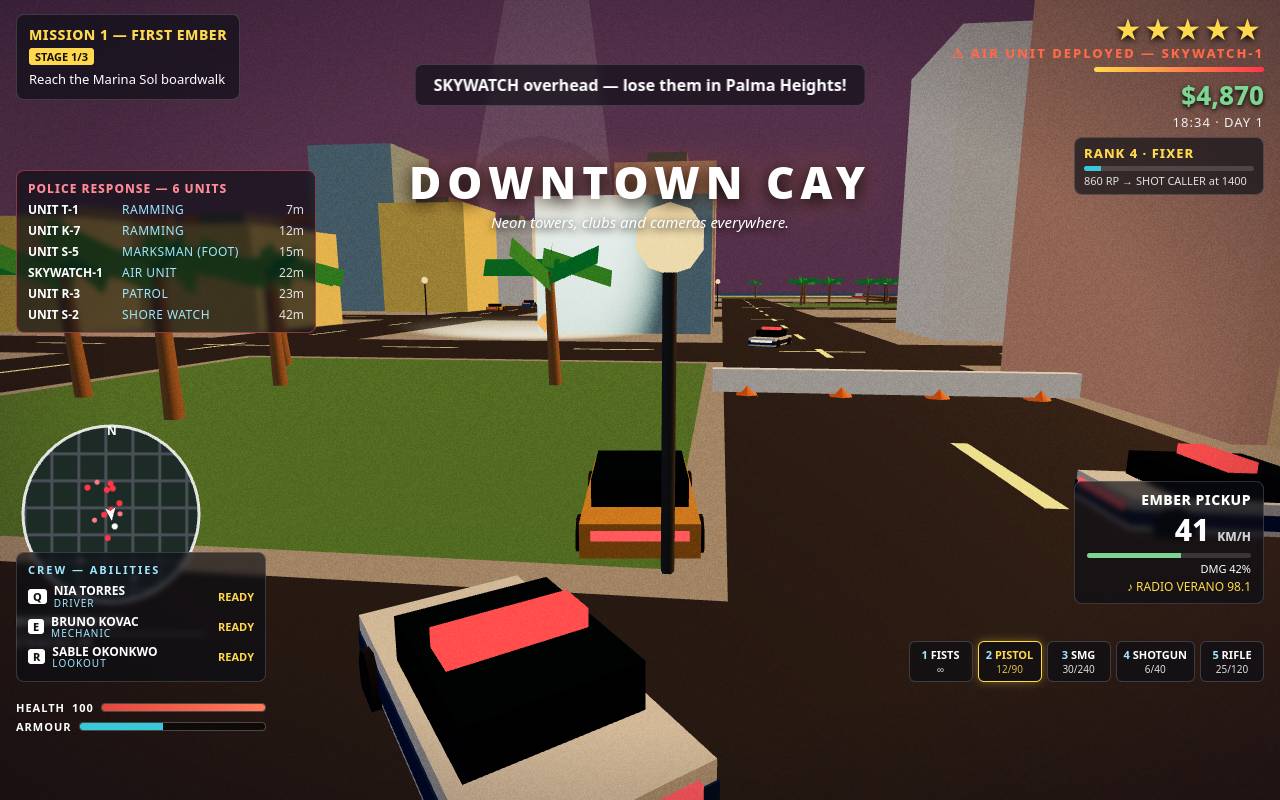 MISSION 1 — FIRST EMBER
STAGE 1/3
Reach the Marina Sol boardwalk
SKYWATCH overhead — lose them in Palma Heights!
★★★★★
⚠ AIR UNIT DEPLOYED — SKYWATCH-1
$4,870
18:34 · DAY 1
RANK 4 · FIXER
860 RP → SHOT CALLER at 1400
DOWNTOWN CAY
Neon towers, clubs and cameras everywhere.
POLICE RESPONSE — 6 UNITS
UNIT T-1 RAMMING 7m
UNIT K-7 RAMMING 12m
UNIT S-5 MARKSMAN (FOOT) 15m
SKYWATCH-1 AIR UNIT 22m
UNIT R-3 PATROL 23m
UNIT S-2 SHORE WATCH 42m
N
CREW — ABILITIES
Q NIA TORRES READY
DRIVER
E BRUNO KOVAC READY
MECHANIC
R SABLE OKONKWO READY
LOOKOUT
HEALTH 100
ARMOUR
EMBER PICKUP
41 KM/H
DMG 42%
♪ RADIO VERANO 98.1
1 FISTS
∞
2 PISTOL
12/90
3 SMG
30/240
4 SHOTGUN
6/40
5 RIFLE
25/120